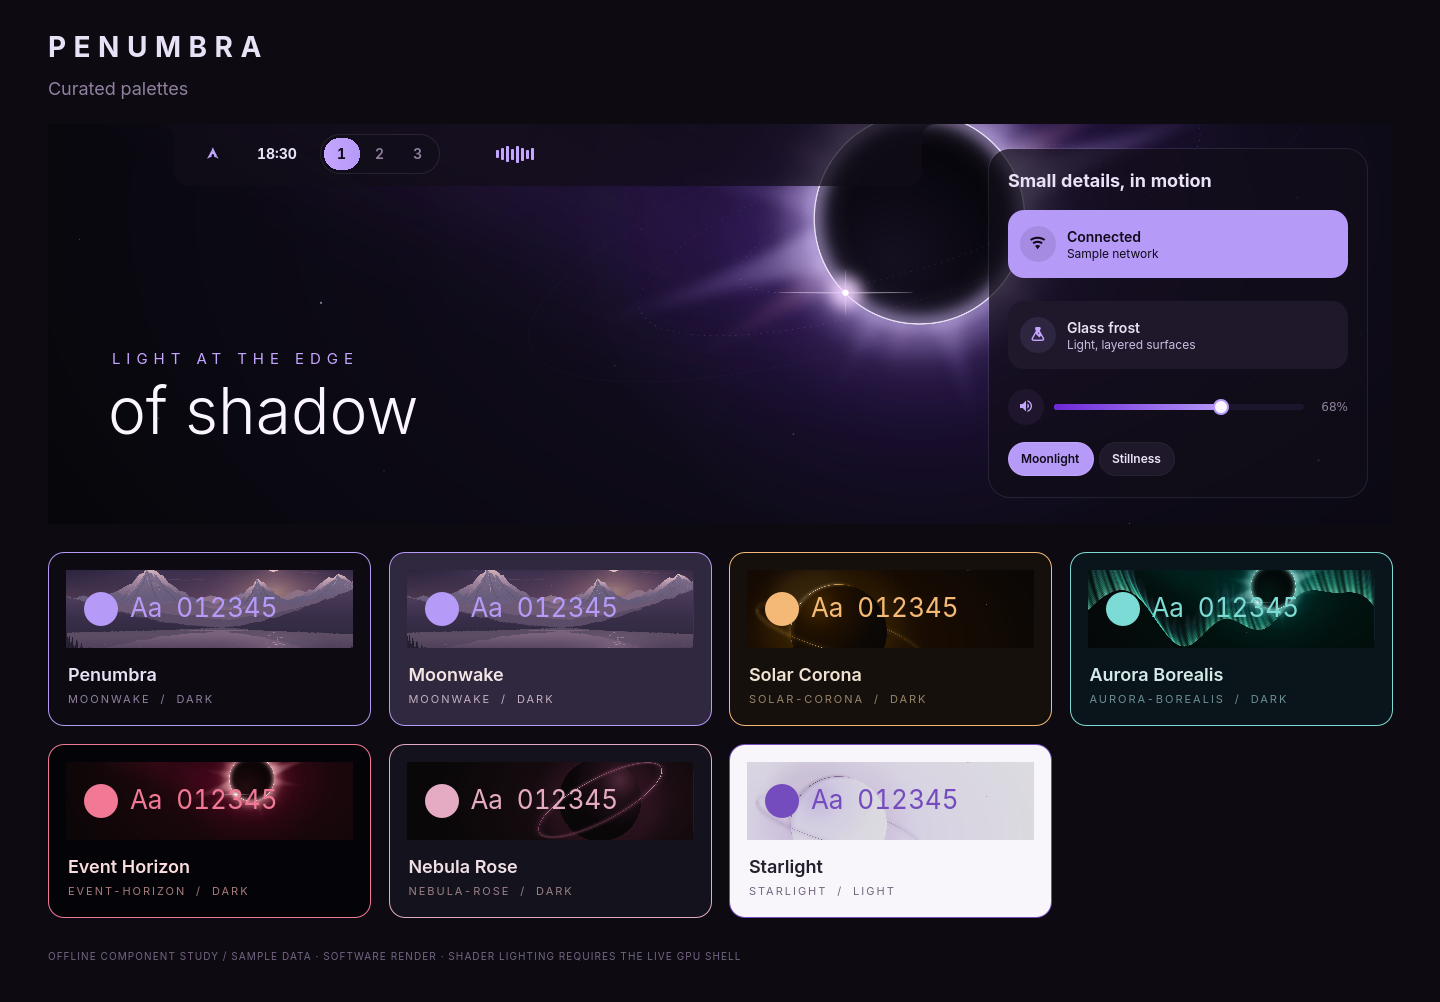 PENUMBRA
Curated palettes
18:30 1 2 3
Small details, in motion
Connected
Sample network
Glass frost
Light, layered surfaces
68%
Moonlight Stillness
LIGHT AT THE EDGE
of shadow
Aa 012345
Penumbra
MOONWAKE / DARK
Aa 012345
Moonwake
MOONWAKE / DARK
Aa 012345
Solar Corona
SOLAR-CORONA / DARK
Aa 012345
Aurora Borealis
AURORA-BOREALIS / DARK
Aa 012345
Event Horizon
EVENT-HORIZON / DARK
Aa 012345
Nebula Rose
NEBULA-ROSE / DARK
Aa 012345
Starlight
STARLIGHT / LIGHT
OFFLINE COMPONENT STUDY / SAMPLE DATA · SOFTWARE RENDER · SHADER LIGHTING REQUIRES THE LIVE GPU SHELL